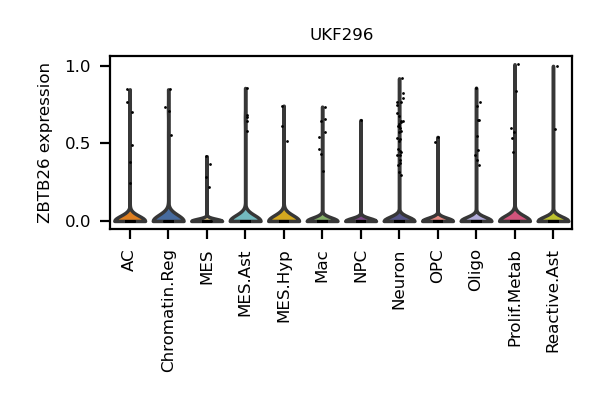 UKF296
ZBTB26 expression
1.0
0.5
0.0
AC
Chromatin.Reg
MES
MES.Ast
MES.Hyp
Mac
NPC
Neuron
OPC
Oligo
Prolif.Metab
Reactive.Ast